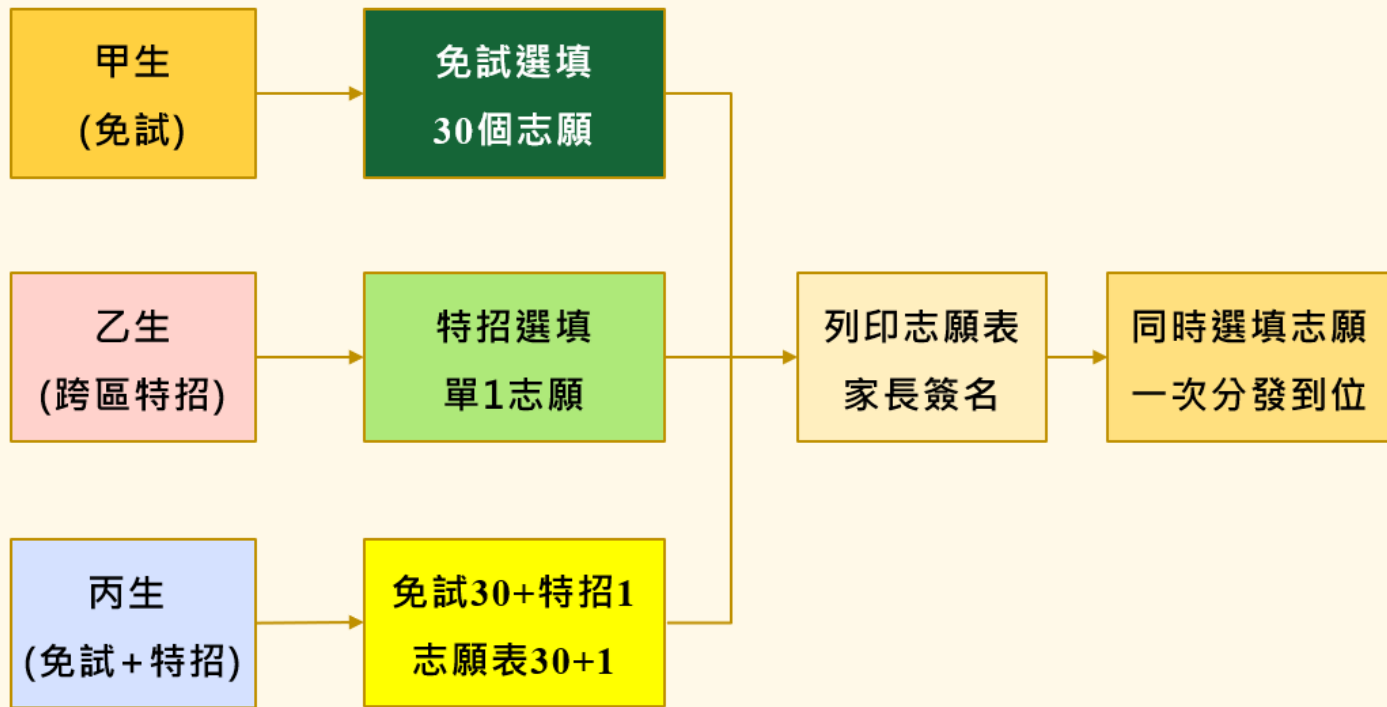 甲生
(免試)
免試選填
30個志願
乙生
(跨區特招)
特招選填
單1志願
列印志願表
家長簽名
同時選填志願
一次分發到位
丙生
(免試+特招)
免試30+特招1
志願表30+1